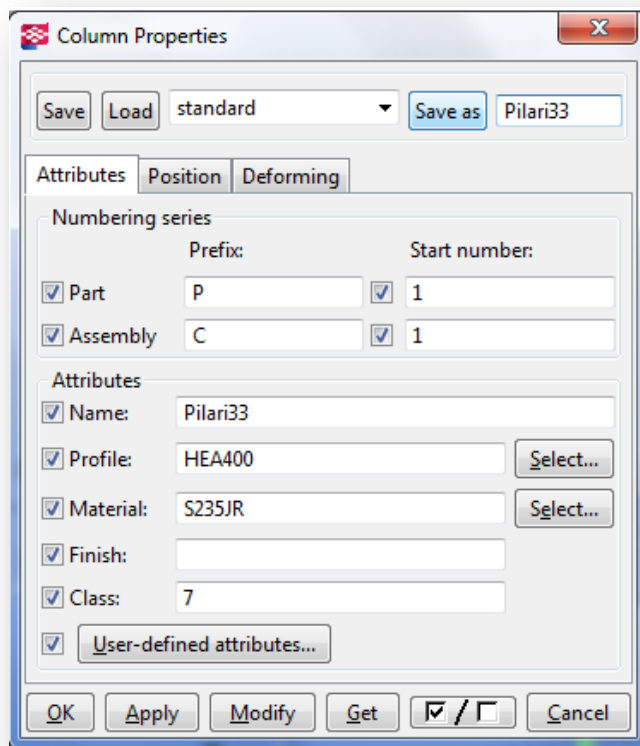 Column Properties
Save Load standard Save as Pilari33
Attributes Position Deforming
Numbering series
Prefix: Start number:
Part P 1
Assembly C 1
Attributes
Name: Pilari33
Profile: HEA400 Select...
Material: S235JR Select...
Finish:
Class: 7
User-defined attributes...
OK Apply Modify Get / Cancel